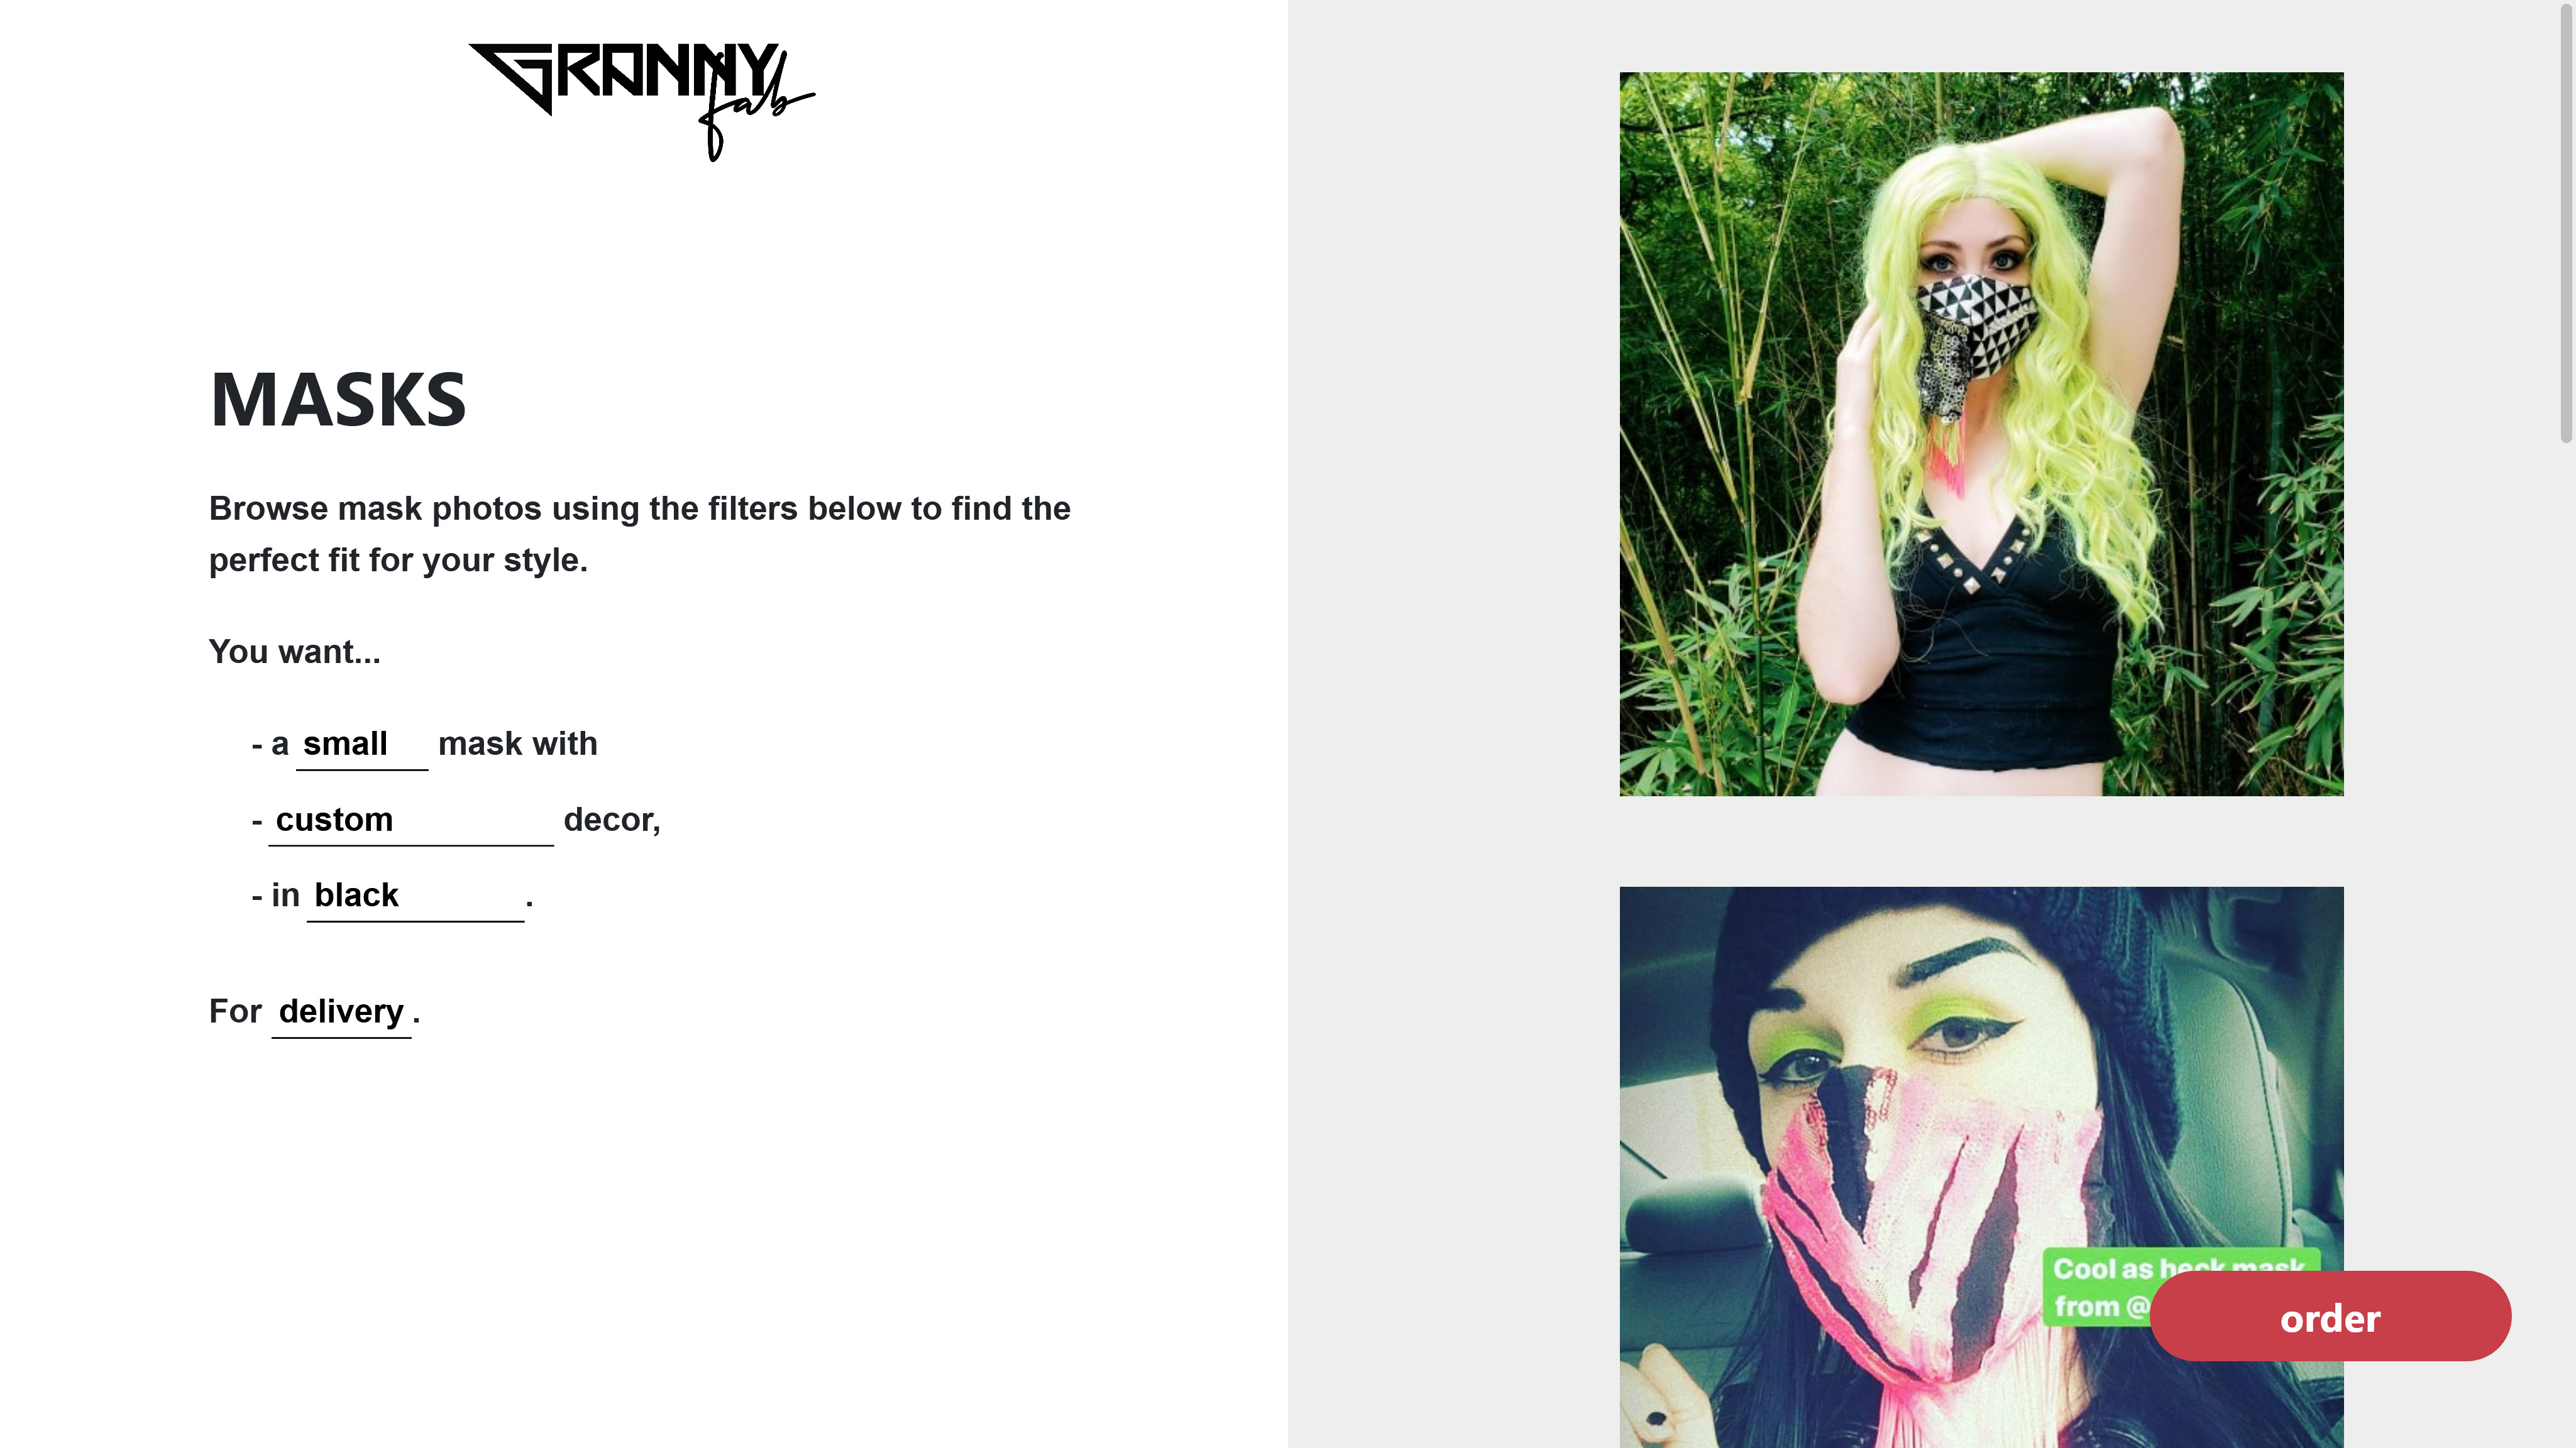 GRANNY
fab
MASKS
Browse mask photos using the filters below to find the
perfect fit for your style.
You want...
- a small mask with
- custom decor,
- in black .
For delivery .
Cool as heck mask
from @
order